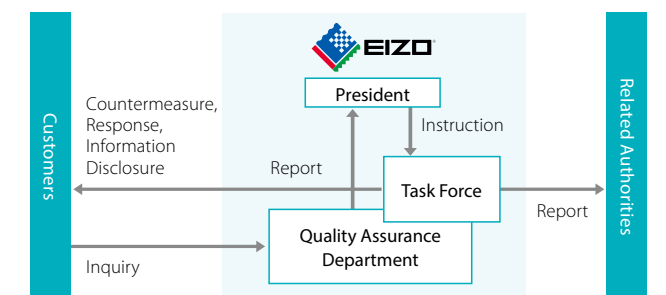 EIZO
President
Customers
Countermeasure,
Response,
Information
Disclosure
Instruction
Report
Task Force
Report
Related Authorities
Quality Assurance
Department
Inquiry